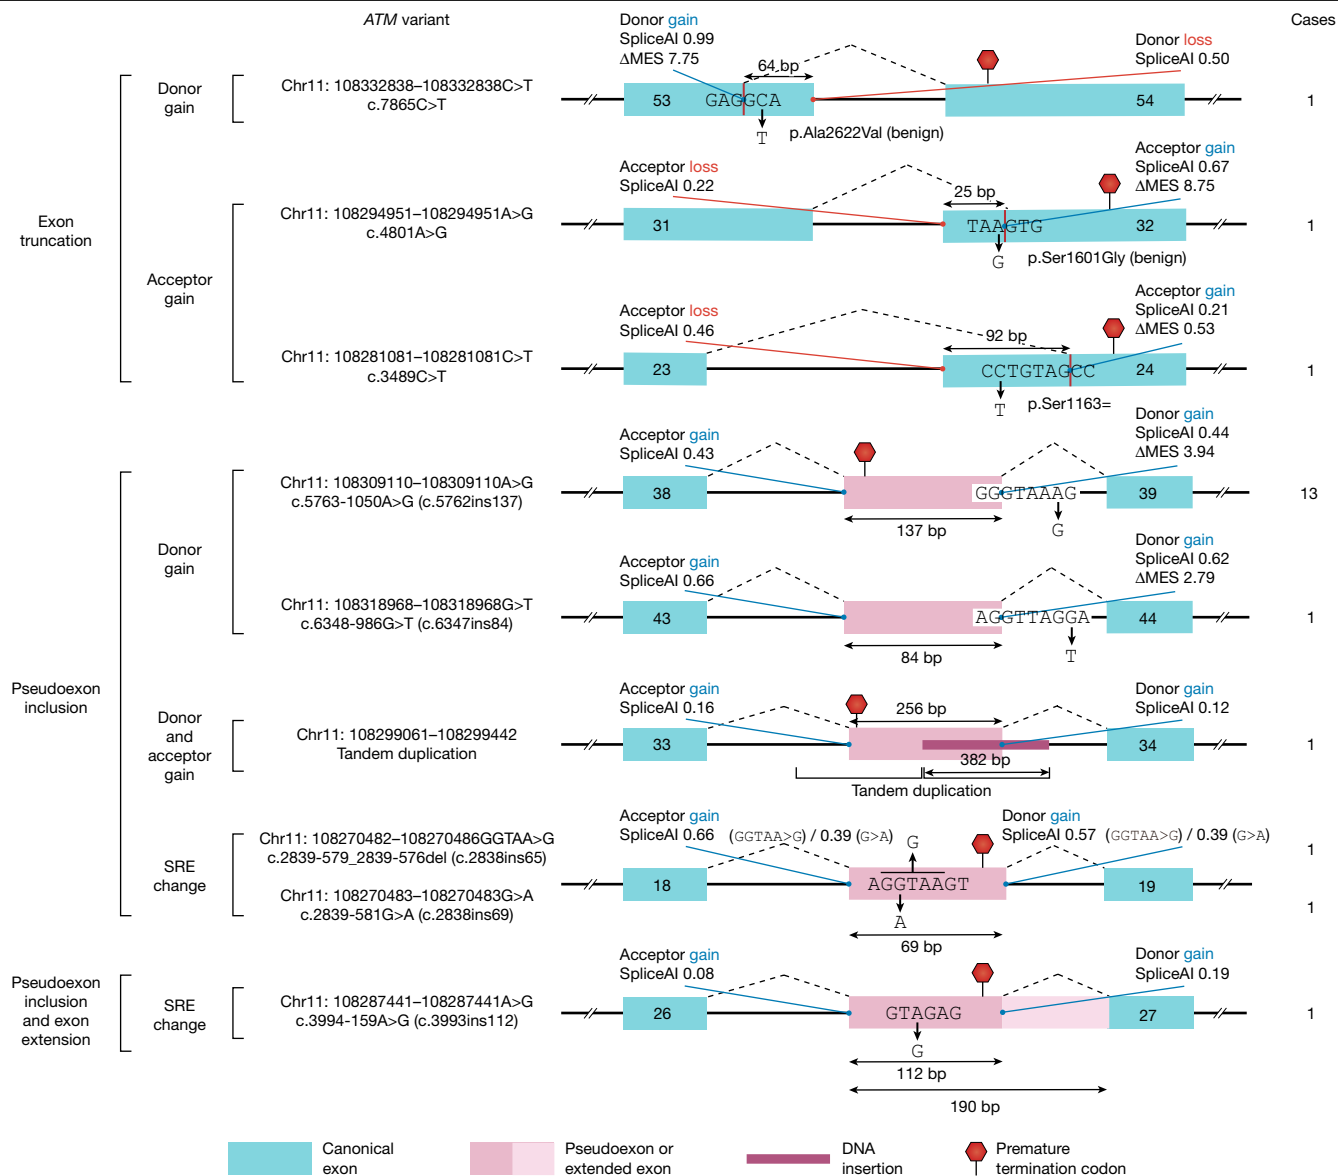 ATM variant
Cases
Exon
truncation
Donor
gain
Chr11: 108332838–108332838C>T
c.7865C>T
Donor gain
SpliceAI 0.99
ΔMES 7.75
64 bp
Donor loss
SpliceAI 0.50
53
GAGGCA
T
p.Ala2622Val (benign)
54
1
Acceptor
gain
Chr11: 108294951–108294951A>G
c.4801A>G
Acceptor loss
SpliceAI 0.22
25 bp
Acceptor gain
SpliceAI 0.67
ΔMES 8.75
31
TAAGTG
G
p.Ser1601Gly (benign)
32
1
Chr11: 108281081–108281081C>T
c.3489C>T
Acceptor loss
SpliceAI 0.46
92 bp
Acceptor gain
SpliceAI 0.21
ΔMES 0.53
23
CCTGTAGCC
T
p.Ser1163=
24
1
Pseudoexon
inclusion
Donor
gain
Chr11: 108309110–108309110A>G
c.5763-1050A>G (c.5762ins137)
Acceptor gain
SpliceAI 0.43
Donor gain
SpliceAI 0.44
ΔMES 3.94
38
GGGTAAAG
G
137 bp
39
13
Chr11: 108318968–108318968G>T
c.6348-986G>T (c.6347ins84)
Acceptor gain
SpliceAI 0.66
Donor gain
SpliceAI 0.62
ΔMES 2.79
43
AGGTTAGGA
T
84 bp
44
1
Donor
and
acceptor
gain
Chr11: 108299061–108299442
Tandem duplication
Acceptor gain
SpliceAI 0.16
256 bp
Donor gain
SpliceAI 0.12
33
382 bp
Tandem duplication
34
1
SRE
change
Chr11: 108270482–108270486GGTAA>G
c.2839-579_2839-576del (c.2838ins65)
Chr11: 108270483–108270483G>A
c.2839-581G>A (c.2838ins69)
Acceptor gain
SpliceAI 0.66 (GGTAA>G) / 0.39 (G>A)
Donor gain
SpliceAI 0.57 (GGTAA>G) / 0.39 (G>A)
G
18
AGGTAAGT
A
69 bp
19
1
1
Pseudoexon
inclusion
and exon
extension
SRE
change
Chr11: 108287441–108287441A>G
c.3994-159A>G (c.3993ins112)
Acceptor gain
SpliceAI 0.08
Donor gain
SpliceAI 0.19
26
GTAGAG
G
112 bp
190 bp
27
1
Canonical
exon
Pseudoexon or
extended exon
DNA
insertion
Premature
termination codon